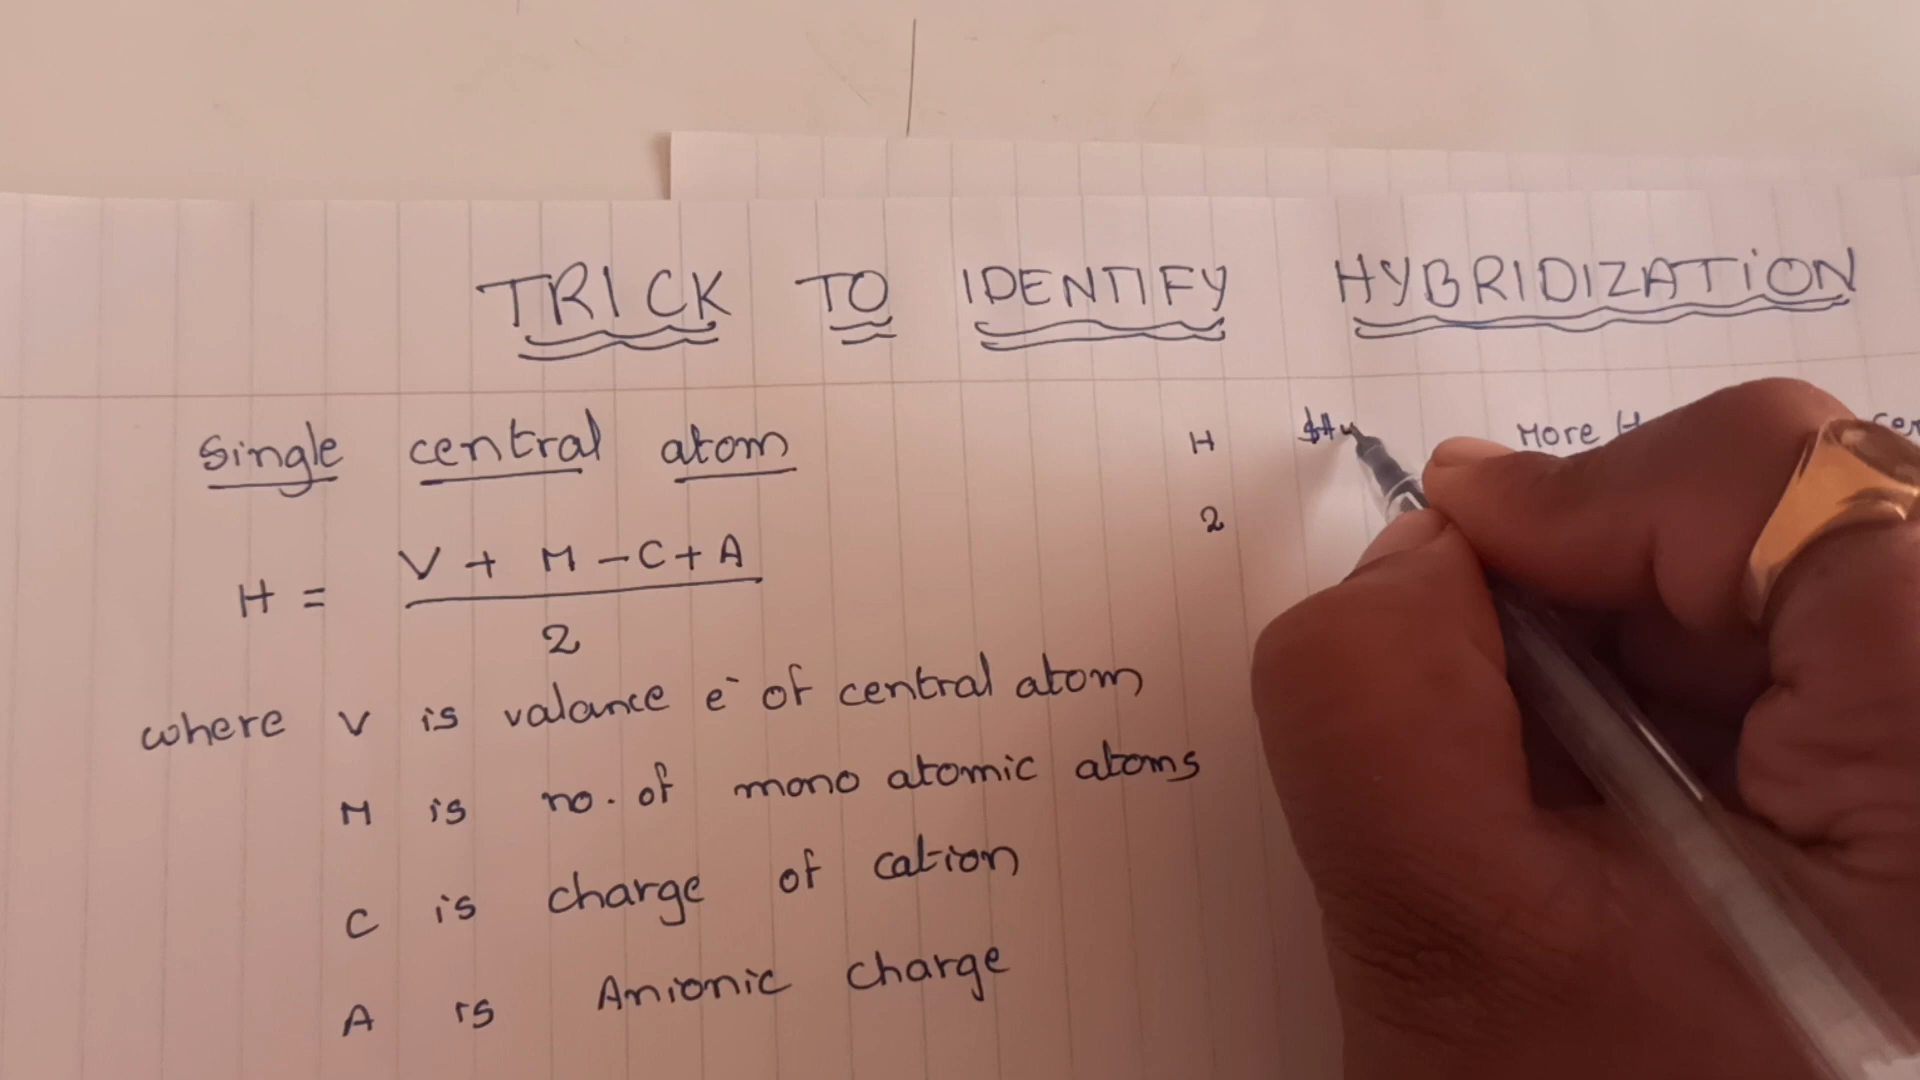 TRICK TO IDENTIFY HYBRIDIZATION
Single central atom
H = V + M - C + A
2
where V is valance e⁻ of central atom
M is no. of mono atomic atoms
C is charge of cation
A is Anionic charge
H More H
2